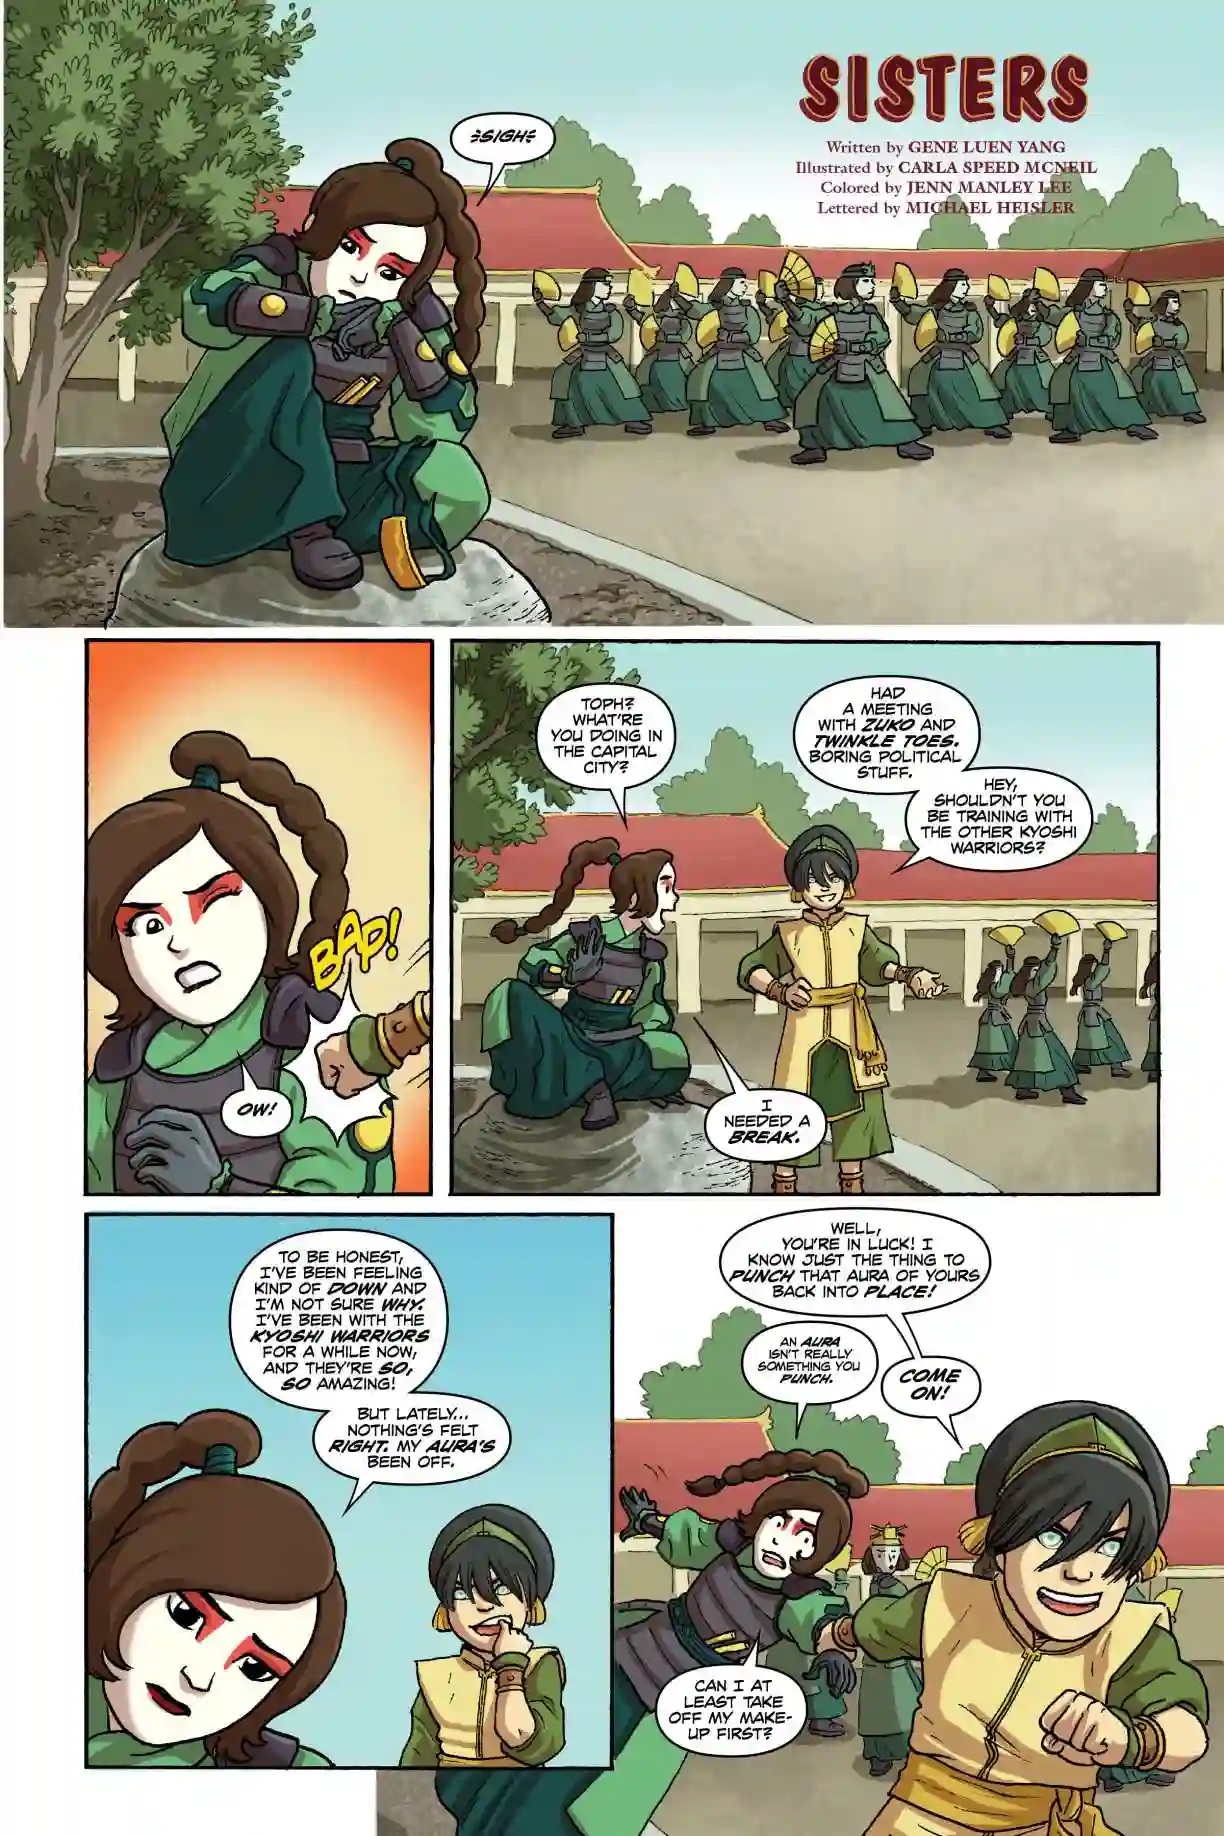 SISTERS
Written by GENE LUEN YANG
Illustrated by CARLA SPEED MCNEIL
Colored by JENN MANLEY LEE
Lettered by MICHAEL HEISLER
SIGH
BAP!
OW!
TOPH?
WHAT'RE
YOU DOING IN
THE CAPITAL
CITY?
HAD
A MEETING
WITH ZUKO AND
TWINKLE TOES.
BORING POLITICAL
STUFF.
HEY,
SHOULDN'T YOU
BE TRAINING WITH
THE OTHER KYOSHI
WARRIORS?
I
NEEDED A
BREAK.
TO BE HONEST,
I'VE BEEN FEELING
KIND OF DOWN AND
I'M NOT SURE WHY.
I'VE BEEN WITH THE
KYOSHI WARRIORS
FOR A WHILE NOW,
AND THEY'RE SO,
SO AMAZING!
BUT LATELY...
NOTHING'S FELT
RIGHT. MY AURA'S
BEEN OFF.
WELL,
YOU'RE IN LUCK! I
KNOW JUST THE THING TO
PUNCH THAT AURA OF YOURS
BACK INTO PLACE!
AN AURA
ISN'T REALLY
SOMETHING YOU
PUNCH.
COME
ON!
CAN I AT
LEAST TAKE
OFF MY MAKE-
UP FIRST?